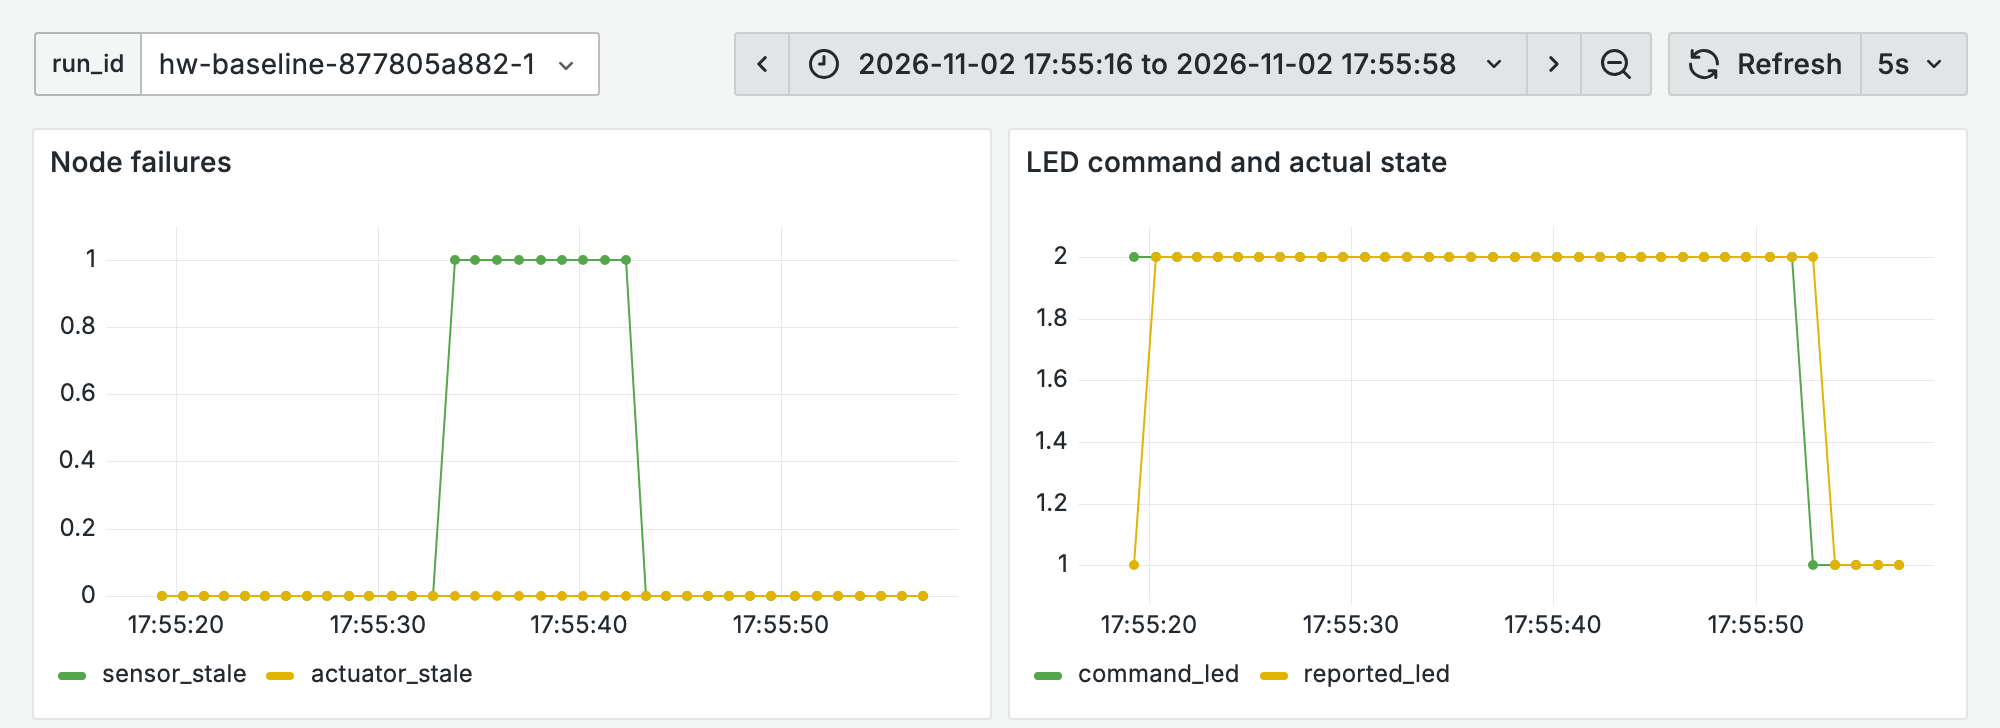 run_id hw-baseline-877805a882-1 2026-11-02 17:55:16 to 2026-11-02 17:55:58 Refresh 5s
Node failures
1
0.8
0.6
0.4
0.2
0
17:55:20 17:55:30 17:55:40 17:55:50
sensor_stale actuator_stale
LED command and actual state
2
1.8
1.6
1.4
1.2
1
17:55:20 17:55:30 17:55:40 17:55:50
command_led reported_led